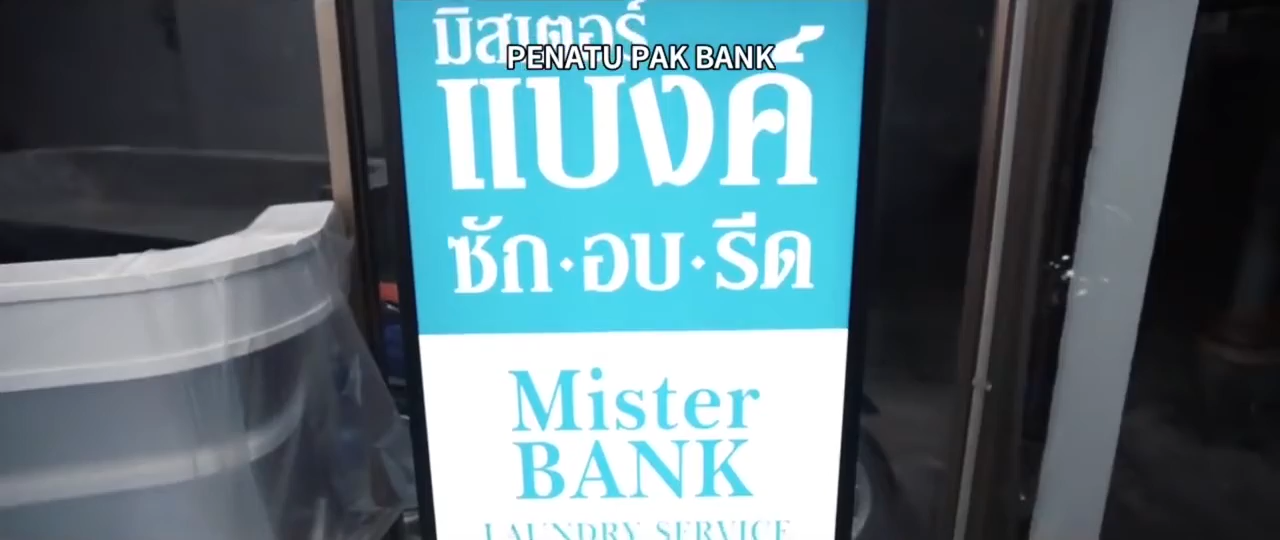 มิสเตอร์
PENATU PAK BANK
แบงค์
ซัก·อบ·รีด
Mister
BANK
LAUNDRY SERVICE